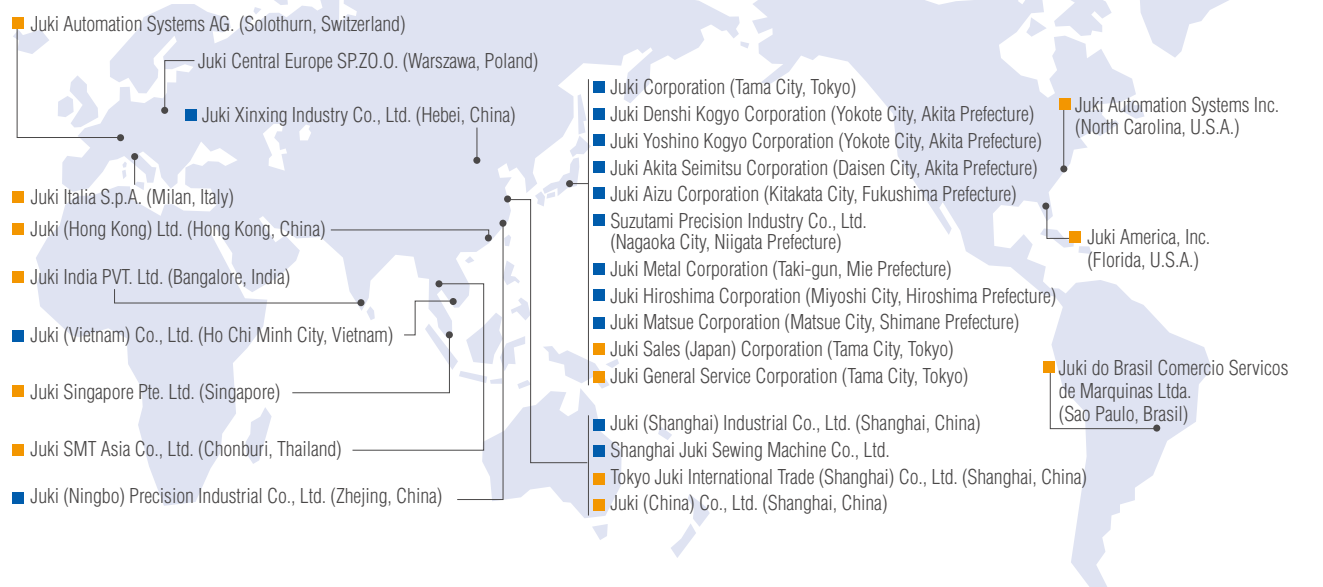 Juki Automation Systems AG. (Solothurn, Switzerland)
Juki Central Europe SP.ZO.O. (Warszawa, Poland)
Juki Xinxing Industry Co., Ltd. (Hebei, China)
Juki Italia S.p.A. (Milan, Italy)
Juki (Hong Kong) Ltd. (Hong Kong, China)
Juki India PVT. Ltd. (Bangalore, India)
Juki (Vietnam) Co., Ltd. (Ho Chi Minh City, Vietnam)
Juki Singapore Pte. Ltd. (Singapore)
Juki SMT Asia Co., Ltd. (Chonburi, Thailand)
Juki (Ningbo) Precision Industrial Co., Ltd. (Zhejing, China)
Juki Corporation (Tama City, Tokyo)
Juki Denshi Kogyo Corporation (Yokote City, Akita Prefecture)
Juki Yoshino Kogyo Corporation (Yokote City, Akita Prefecture)
Juki Akita Seimitsu Corporation (Daisen City, Akita Prefecture)
Juki Aizu Corporation (Kitakata City, Fukushima Prefecture)
Suzutami Precision Industry Co., Ltd.
(Nagaoka City, Niigata Prefecture)
Juki Metal Corporation (Taki-gun, Mie Prefecture)
Juki Hiroshima Corporation (Miyoshi City, Hiroshima Prefecture)
Juki Matsue Corporation (Matsue City, Shimane Prefecture)
Juki Sales (Japan) Corporation (Tama City, Tokyo)
Juki General Service Corporation (Tama City, Tokyo)
Juki (Shanghai) Industrial Co., Ltd. (Shanghai, China)
Shanghai Juki Sewing Machine Co., Ltd.
Tokyo Juki International Trade (Shanghai) Co., Ltd. (Shanghai, China)
Juki (China) Co., Ltd. (Shanghai, China)
Juki Automation Systems Inc.
(North Carolina, U.S.A.)
Juki America, Inc.
(Florida, U.S.A.)
Juki do Brasil Comercio Servicos
de Marquinas Ltda.
(Sao Paulo, Brasil)